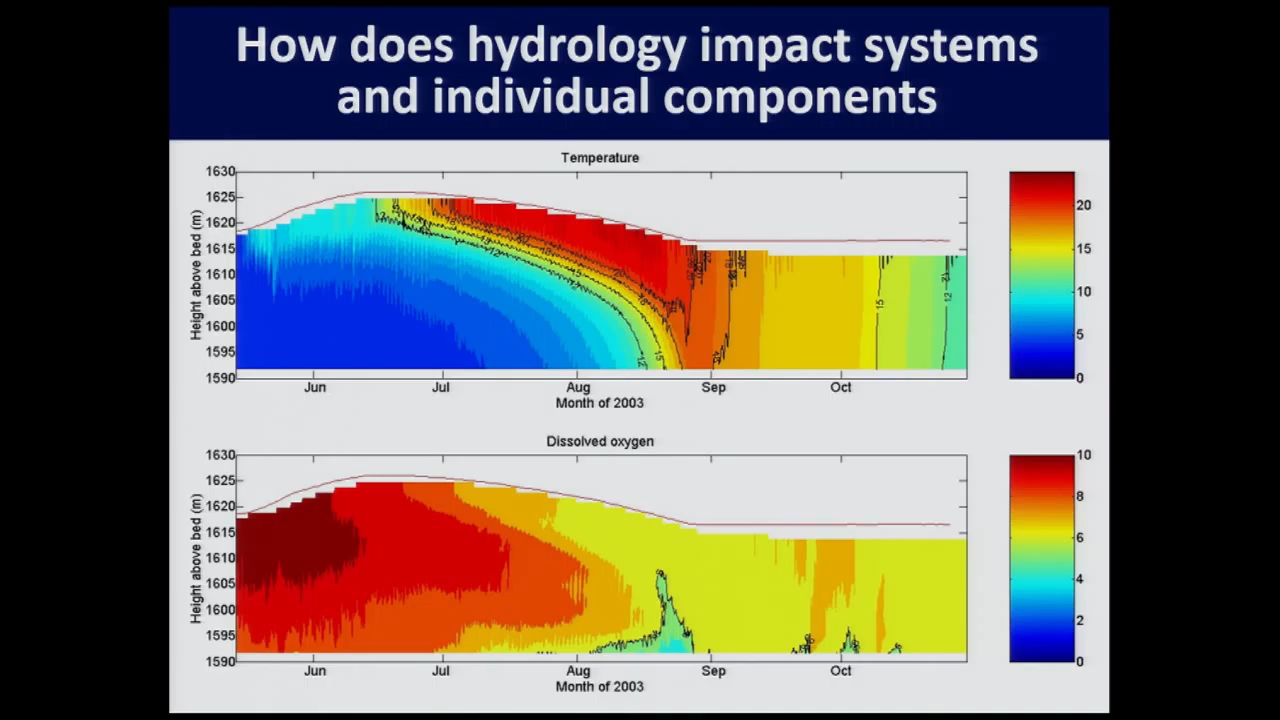 How does hydrology impact systems
and individual components
Temperature
1630
1625
1620
1615
1610
1605
1600
1595
1590
Height above bed (m)
Jun Jul Aug Sep Oct
Month of 2003
20
15
10
5
0
Dissolved oxygen
1630
1625
1620
1615
1610
1605
1600
1595
1590
Height above bed (m)
Jun Jul Aug Sep Oct
Month of 2003
10
8
6
4
2
0